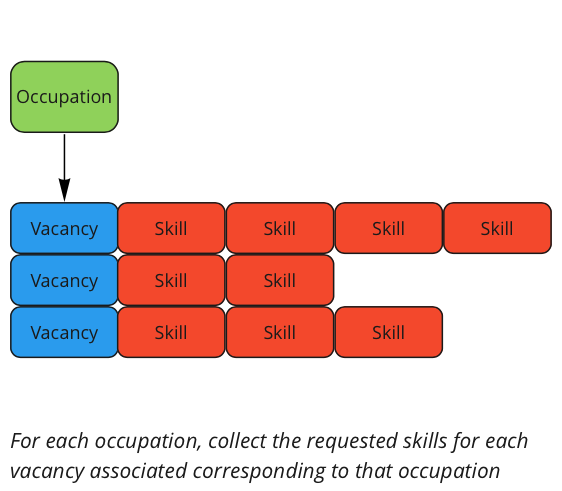 Occupation
Vacancy Skill Skill Skill Skill
Vacancy Skill Skill
Vacancy Skill Skill Skill
For each occupation, collect the requested skills for each
vacancy associated corresponding to that occupation